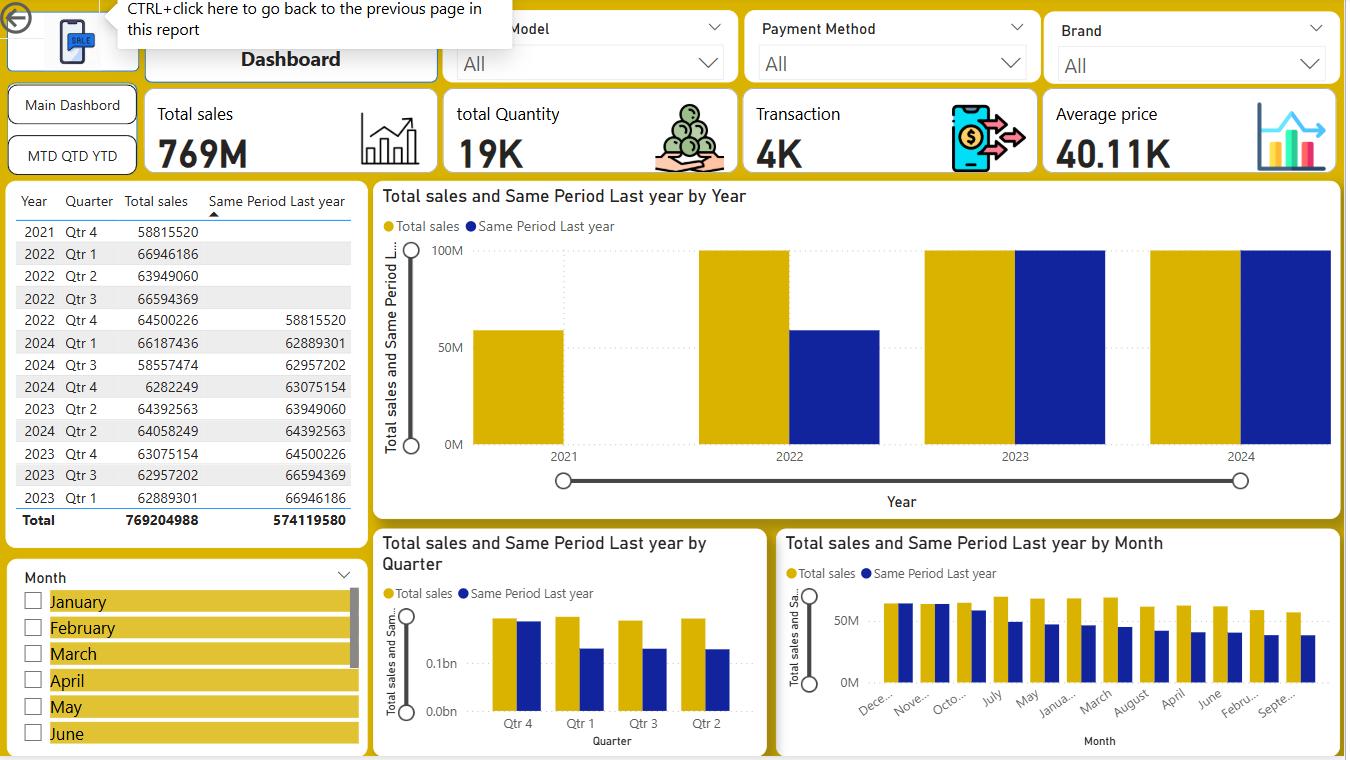 CTRL+click here to go back to the previous page in
this report
SALE
Dashboard
Model
All
Payment Method
All
Brand
All
Main Dashbord
MTD QTD YTD
Total sales
769M
total Quantity
19K
Transaction
4K
Average price
40.11K
Year Quarter Total sales Same Period Last year
2021 Qtr 4 58815520
2022 Qtr 1 66946186
2022 Qtr 2 63949060
2022 Qtr 3 66594369
2022 Qtr 4 64500226 58815520
2024 Qtr 1 66187436 62889301
2024 Qtr 3 58557474 62957202
2024 Qtr 4 6282249 63075154
2023 Qtr 2 64392563 63949060
2024 Qtr 2 64058249 64392563
2023 Qtr 4 63075154 64500226
2023 Qtr 3 62957202 66594369
2023 Qtr 1 62889301 66946186
Total 769204988 574119580
Month
January
February
March
April
May
June
Total sales and Same Period Last year by Year
Total sales Same Period Last year
Total sales and Same Period L...
100M
50M
0M
2021 2022 2023 2024
Year
Total sales and Same Period Last year by
Quarter
Total sales Same Period Last year
Total sales and Sam...
0.1bn
0.0bn
Qtr 4 Qtr 1 Qtr 3 Qtr 2
Quarter
Total sales and Same Period Last year by Month
Total sales Same Period Last year
Total sales and Sa...
50M
0M
Dece... Nove... Octo... July May Janua... March August April June Febru... Septe...
Month